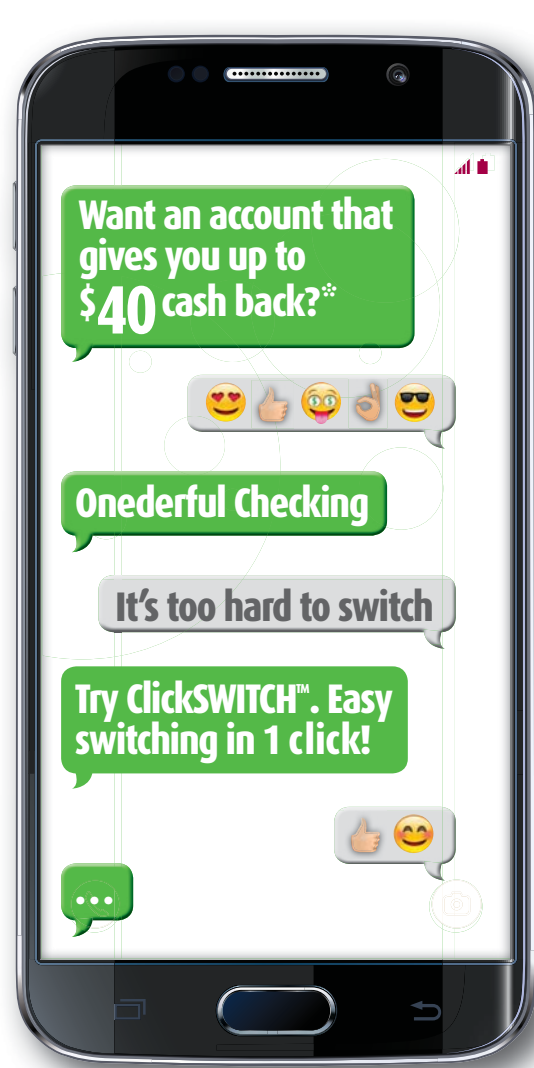 Want an account that
gives you up to
$40 cash back?*
Onederful Checking
It's too hard to switch
Try ClickSWITCH™. Easy
switching in 1 click!
...